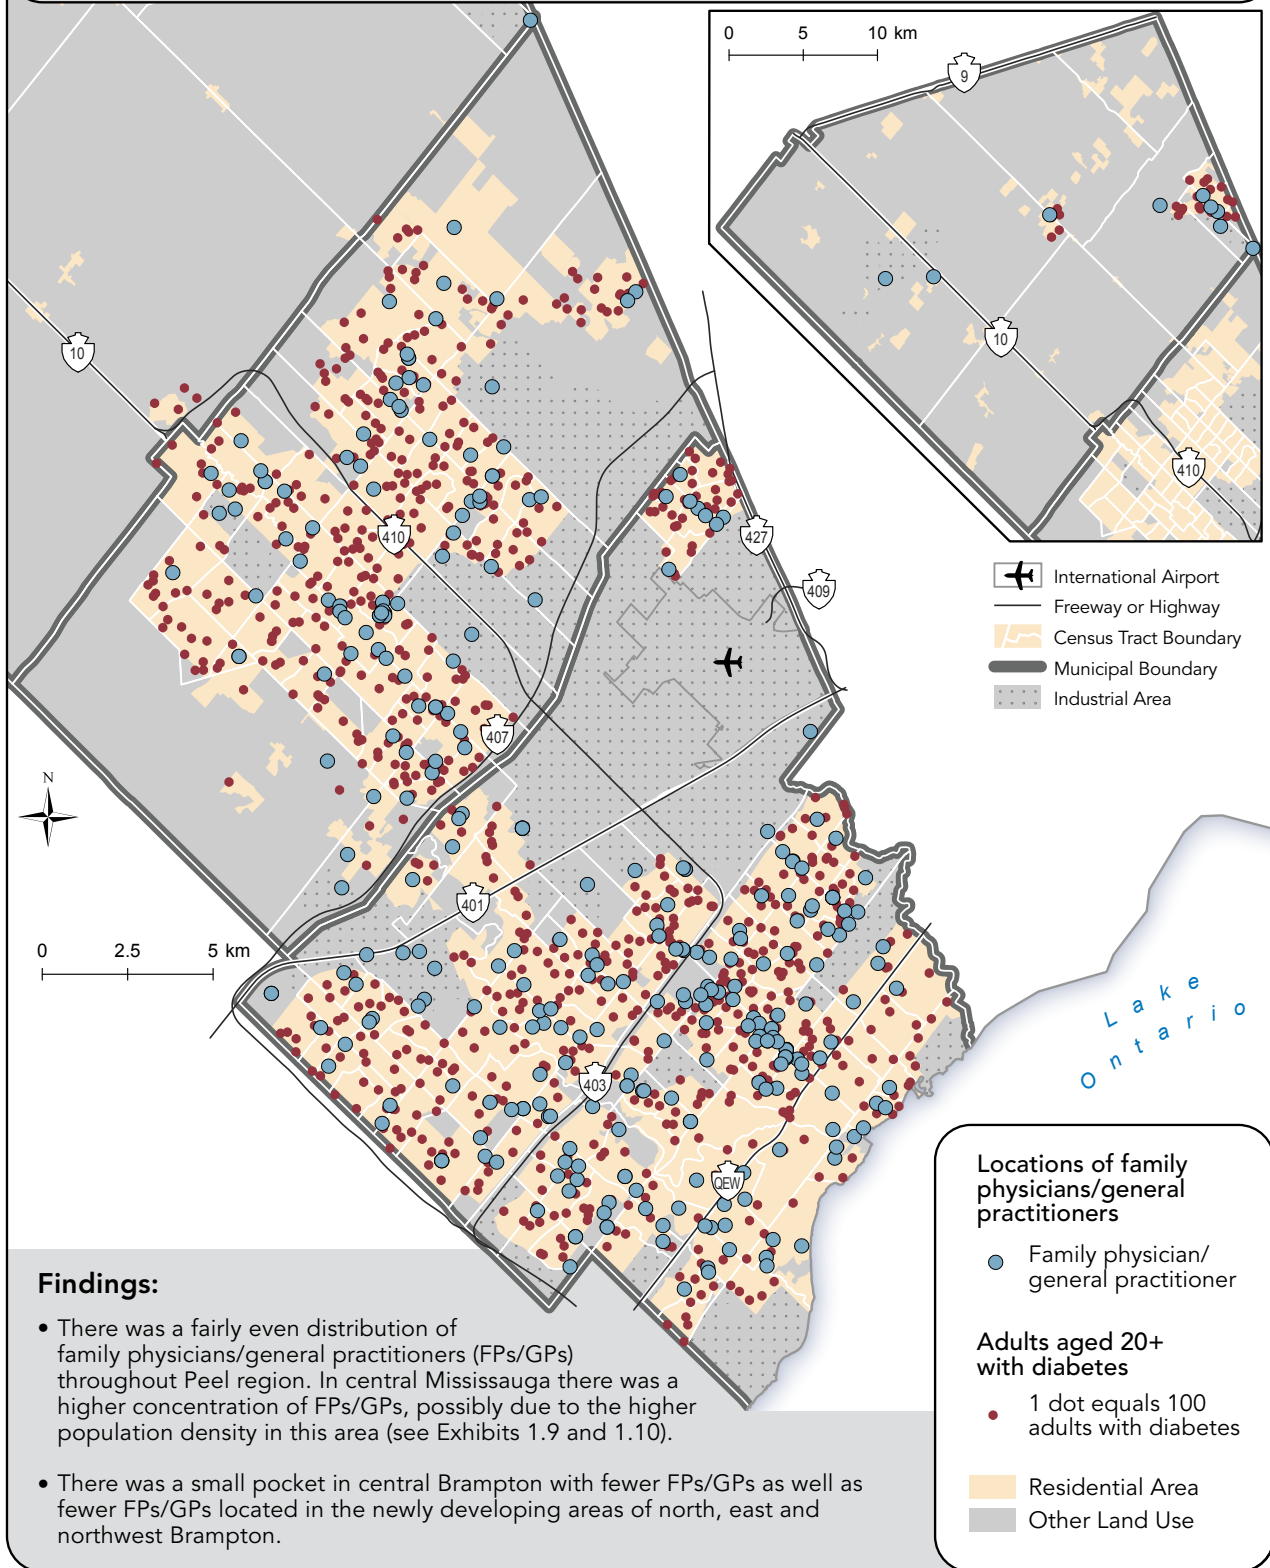 0 5 10 km
9
10
10
410
410
427
409
407
N
401
0 2.5 5 km
403
QEW
Lake
Ontario
International Airport
Freeway or Highway
Census Tract Boundary
Municipal Boundary
Industrial Area
Findings:
• There was a fairly even distribution of
family physicians/general practitioners (FPs/GPs)
throughout Peel region. In central Mississauga there was a
higher concentration of FPs/GPs, possibly due to the higher
population density in this area (see Exhibits 1.9 and 1.10).
• There was a small pocket in central Brampton with fewer FPs/GPs as well as
fewer FPs/GPs located in the newly developing areas of north, east and
northwest Brampton.
Locations of family
physicians/general
practitioners
Family physician/
general practitioner
Adults aged 20+
with diabetes
1 dot equals 100
adults with diabetes
Residential Area
Other Land Use